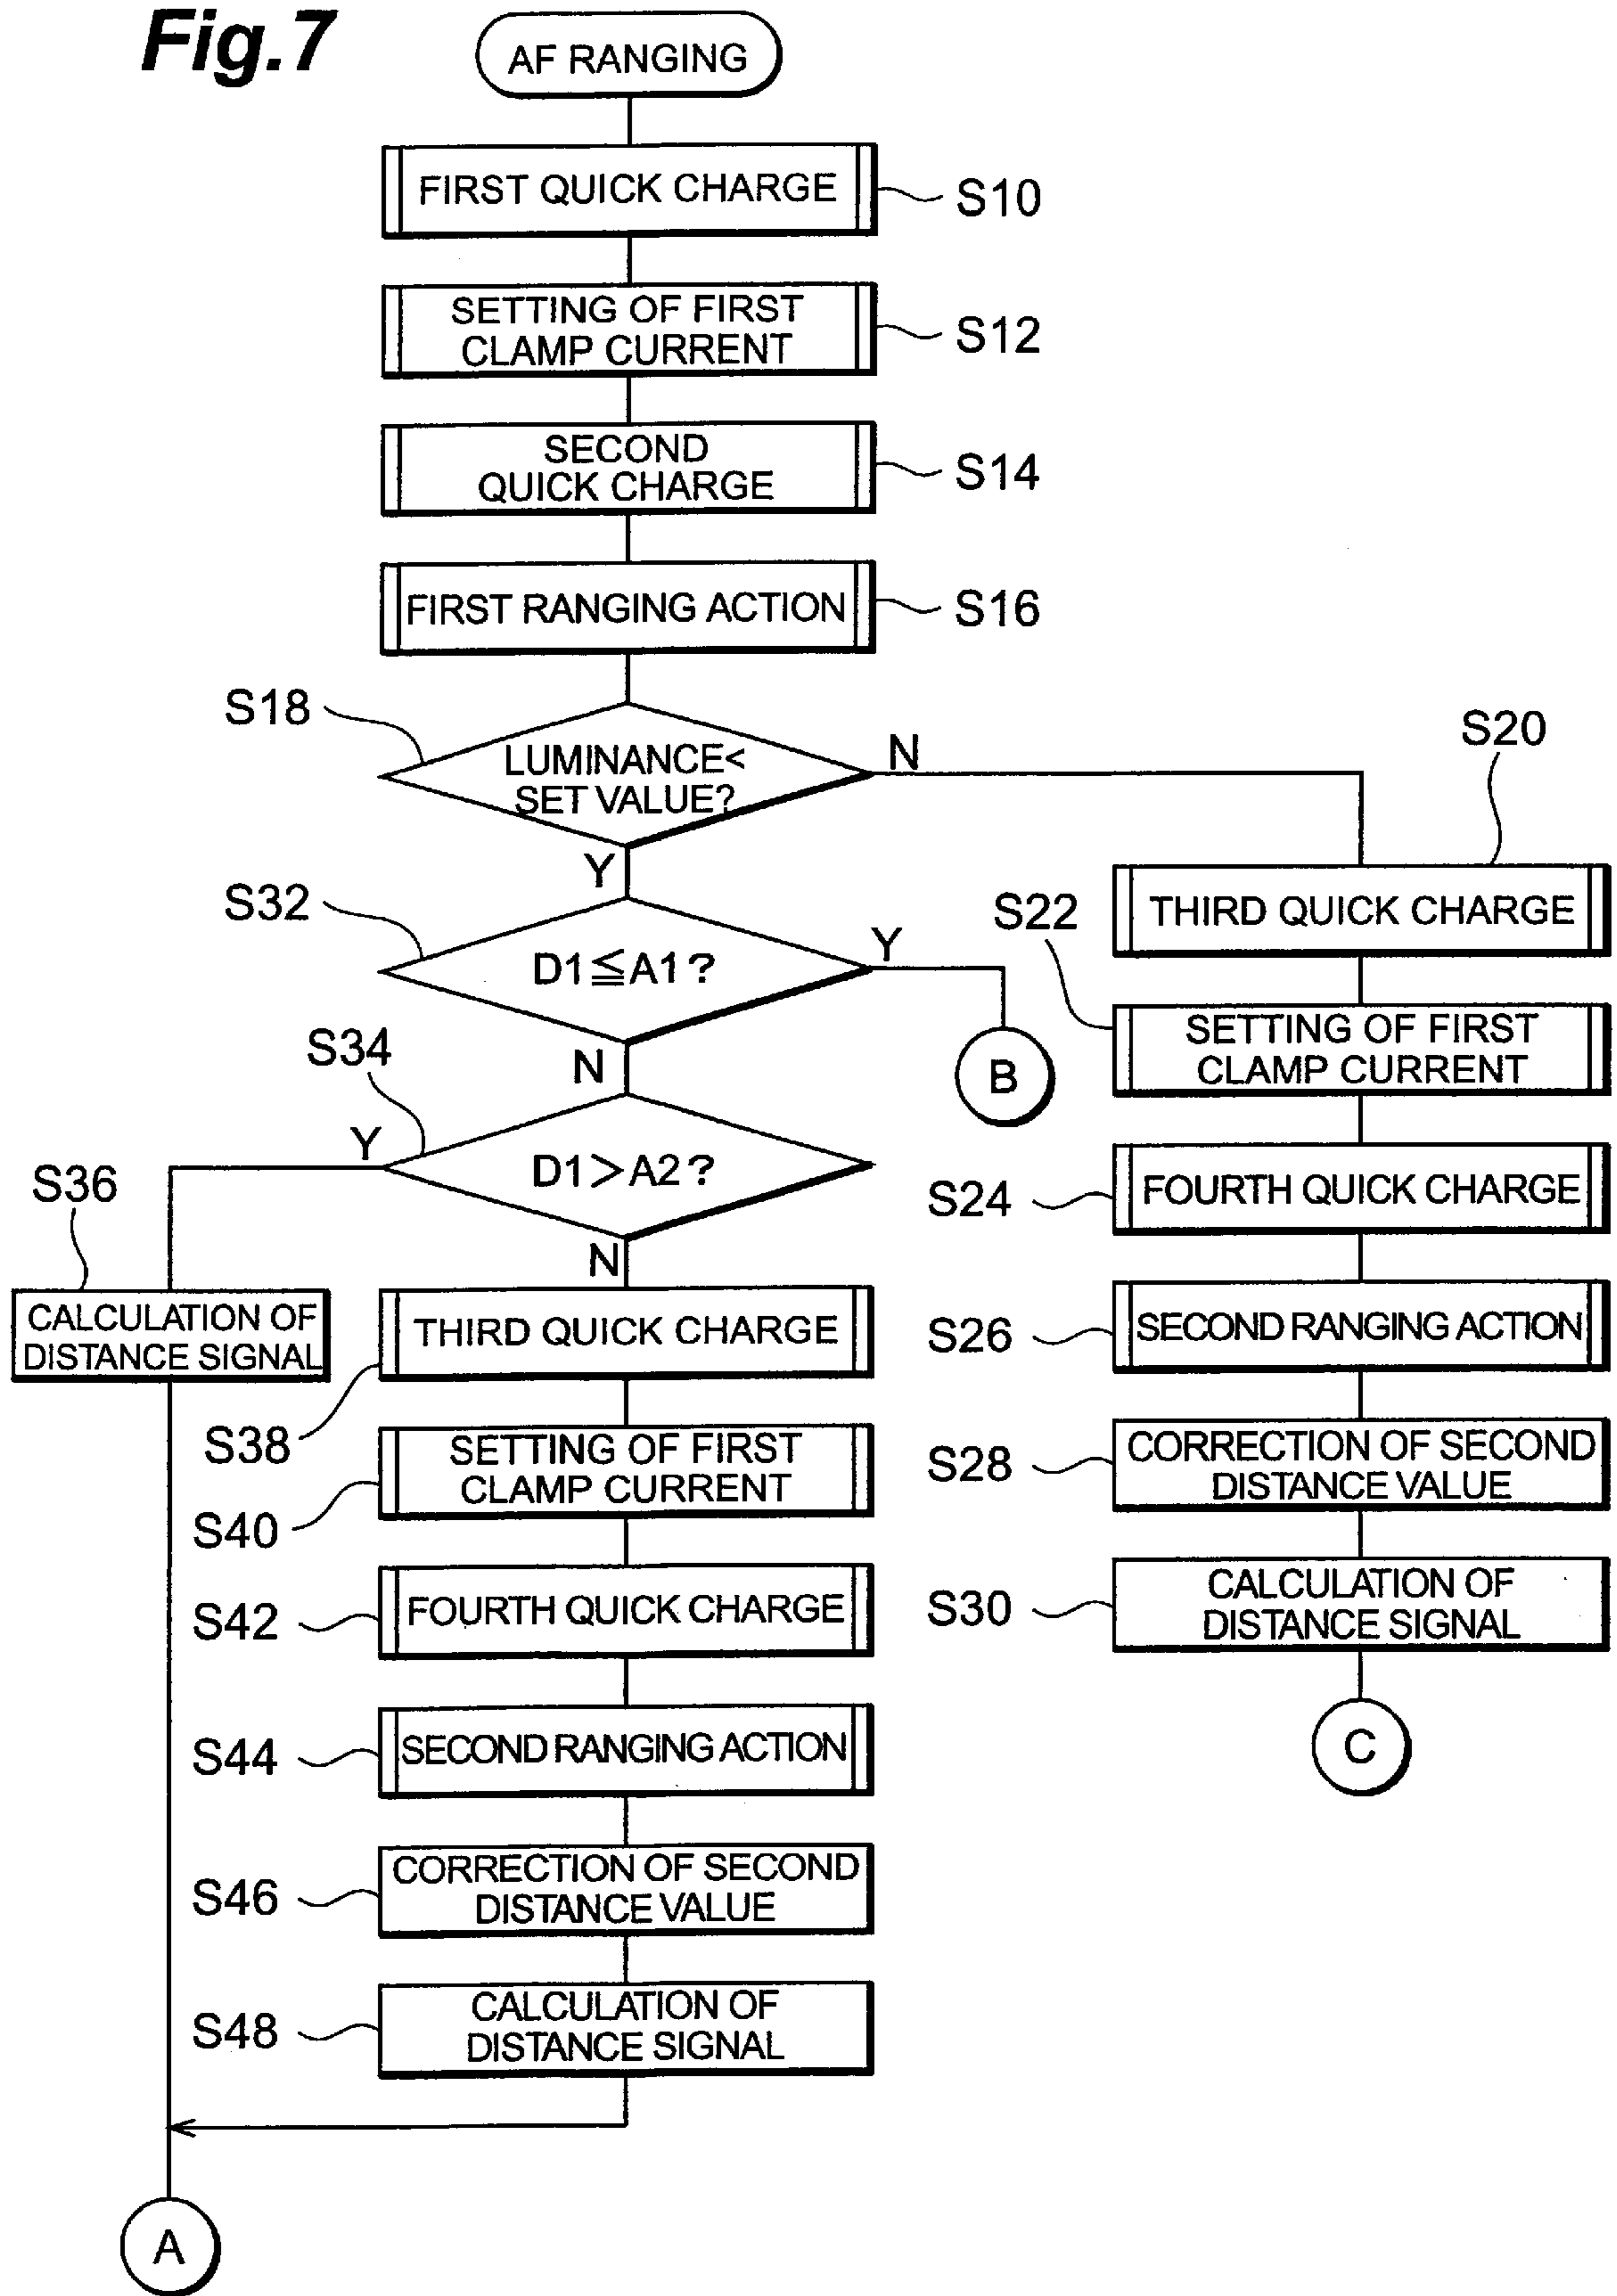 Fig.7
AF RANGING
FIRST QUICK CHARGE
S10
SETTING OF FIRST
CLAMP CURRENT
S12
SECOND
QUICK CHARGE
S14
FIRST RANGING ACTION
S16
S18
LUMINANCE<
SET VALUE?
N
Y
S20
THIRD QUICK CHARGE
S22
SETTING OF FIRST
CLAMP CURRENT
S24
FOURTH QUICK CHARGE
S26
SECOND RANGING ACTION
S28
CORRECTION OF SECOND
DISTANCE VALUE
S30
CALCULATION OF
DISTANCE SIGNAL
C
S32
D1≦A1?
Y
B
N
S34
D1>A2?
Y
N
S36
CALCULATION OF
DISTANCE SIGNAL
THIRD QUICK CHARGE
S38
SETTING OF FIRST
CLAMP CURRENT
S40
FOURTH QUICK CHARGE
S42
SECOND RANGING ACTION
S44
CORRECTION OF SECOND
DISTANCE VALUE
S46
CALCULATION OF
DISTANCE SIGNAL
S48
A